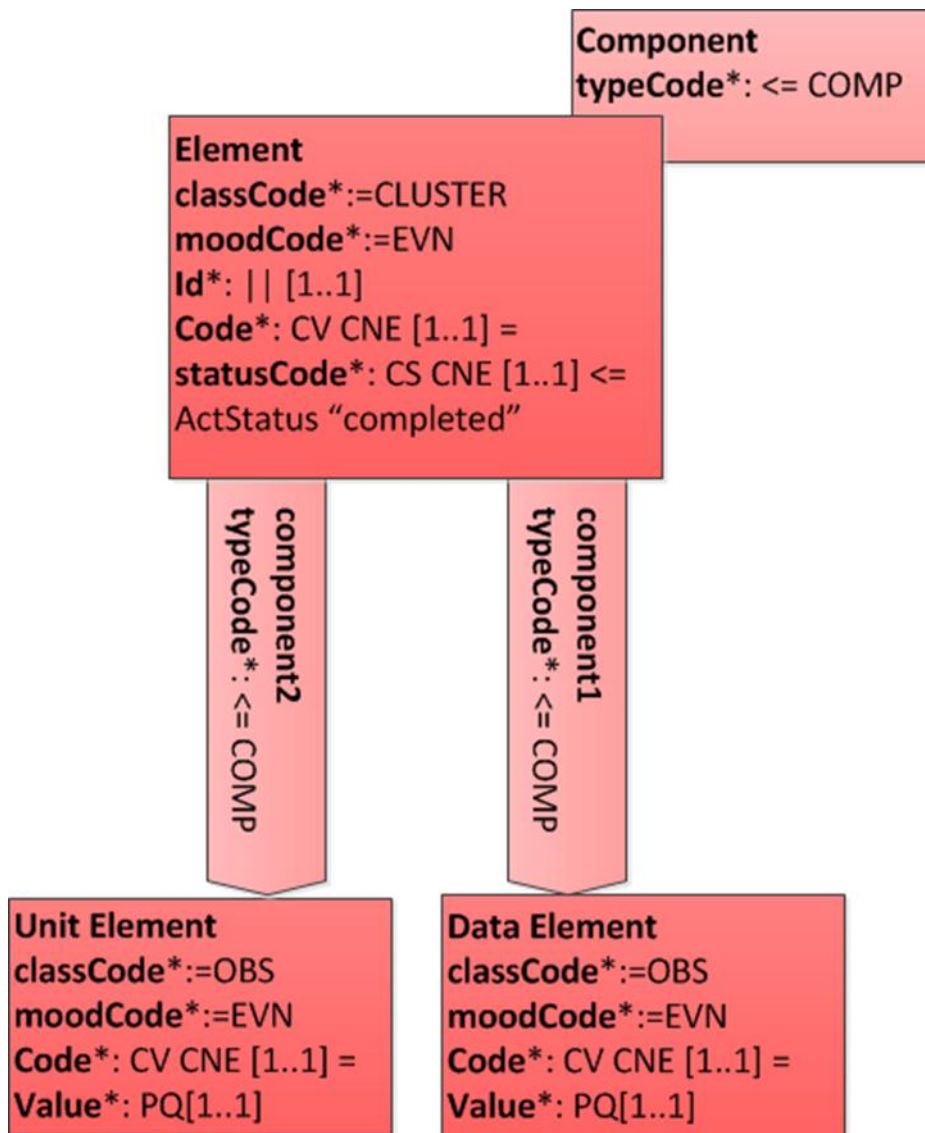 Component
typeCode*: <= COMP
Element
classCode*:=CLUSTER
moodCode*:=EVN
Id*: || [1..1]
Code*: CV CNE [1..1] =
statusCode*: CS CNE [1..1] <=
ActStatus “completed”
component2
typeCode*: <= COMP
component1
typeCode*: <= COMP
Unit Element
classCode*:=OBS
moodCode*:=EVN
Code*: CV CNE [1..1] =
Value*: PQ[1..1]
Data Element
classCode*:=OBS
moodCode*:=EVN
Code*: CV CNE [1..1] =
Value*: PQ[1..1]